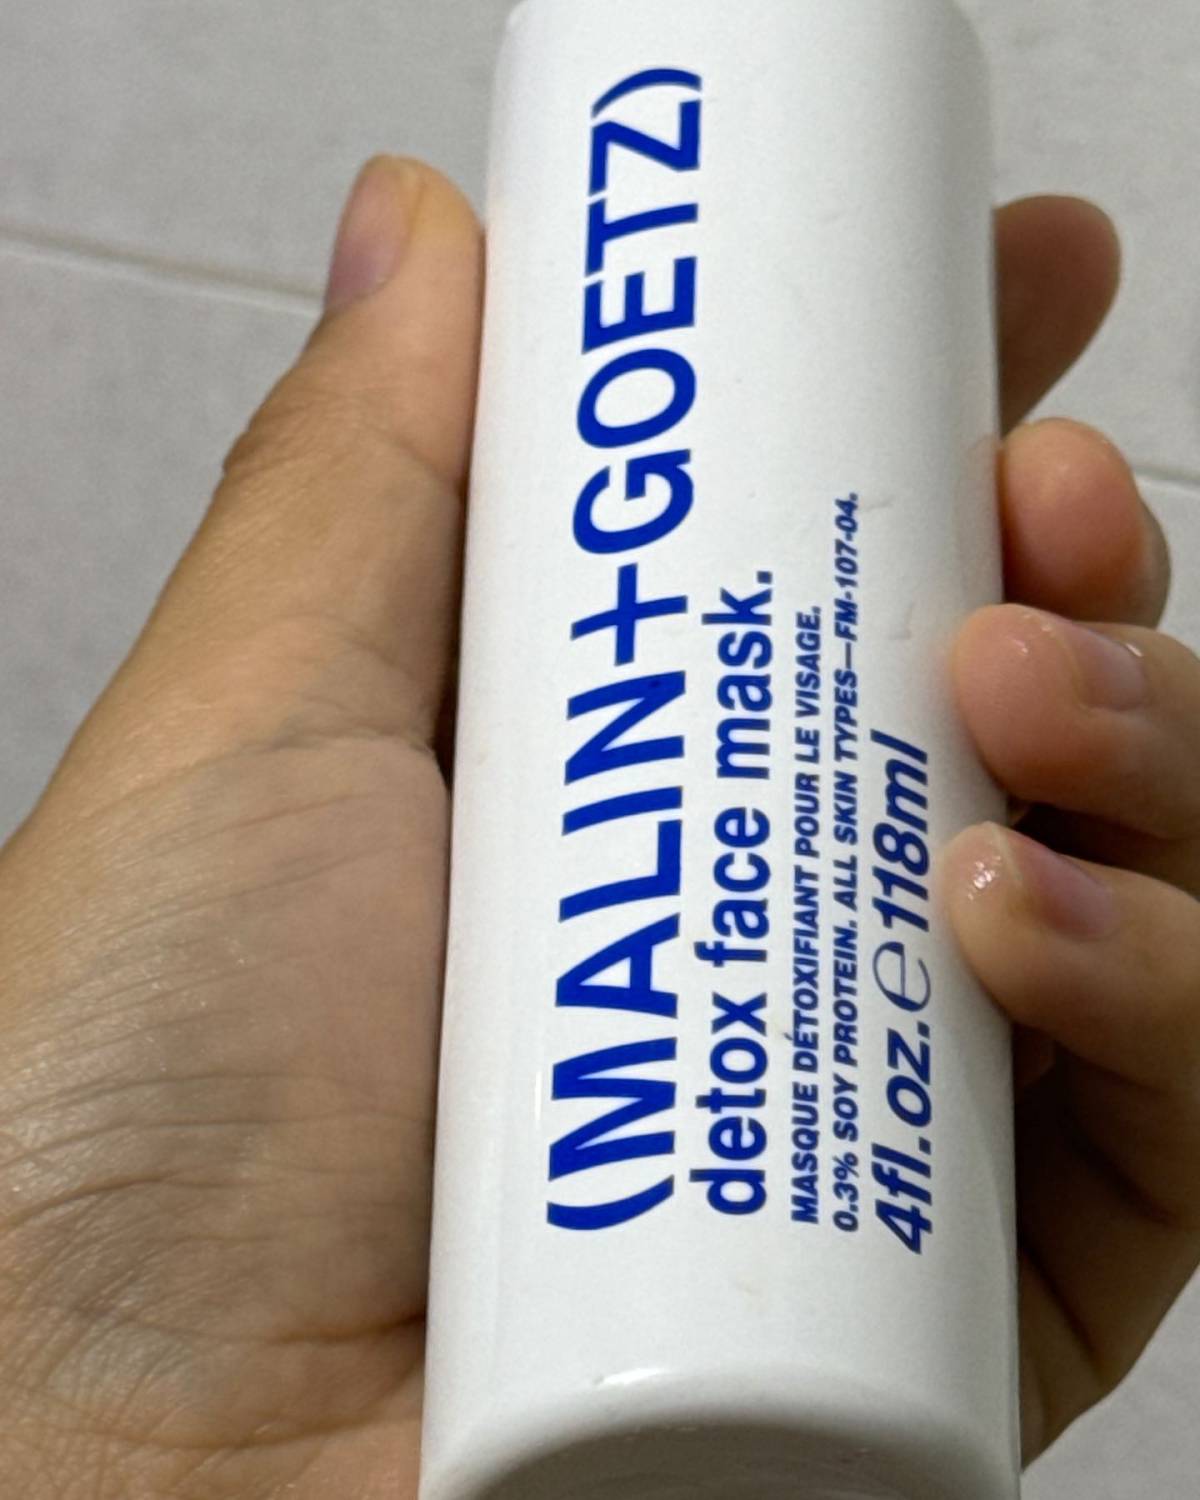 (MALIN+GOETZ)
detox face mask.
MASQUE DÉTOXIFIANT POUR LE VISAGE.
0.3% SOY PROTEIN. ALL SKIN TYPES—FM-107-04.
4fl.oz.℮118ml